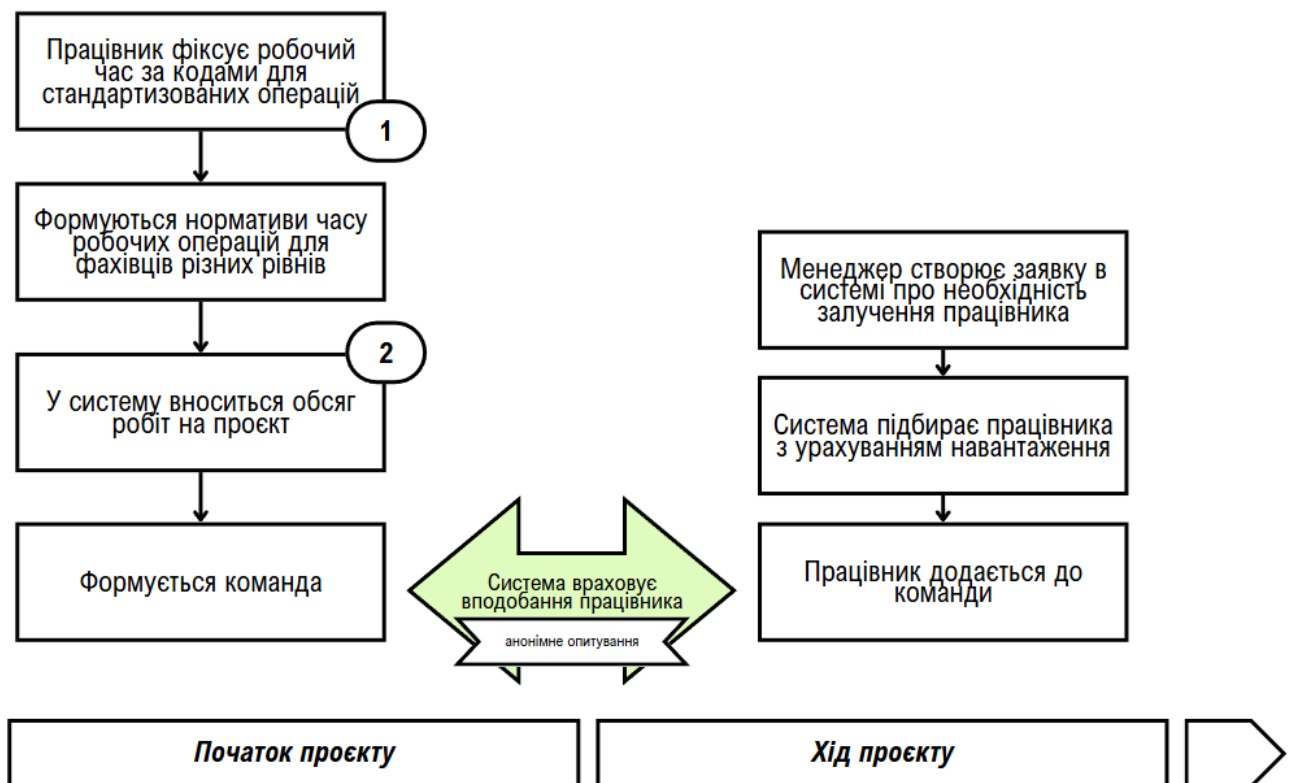 Працівник фіксує робочий
час за кодами для
стандартизованих операцій
1
Формуються нормативи часу
робочих операцій для
фахівців різних рівнів
2
У систему вноситься обсяг
робіт на проєкт
Формується команда
Менеджер створює заявку в
системі про необхідність
залучення працівника
Система підбирає працівника
з урахуванням навантаження
Працівник додається до
команди
Система враховує
вподобання працівника
анонімне опитування
Початок проєкту
Хід проєкту